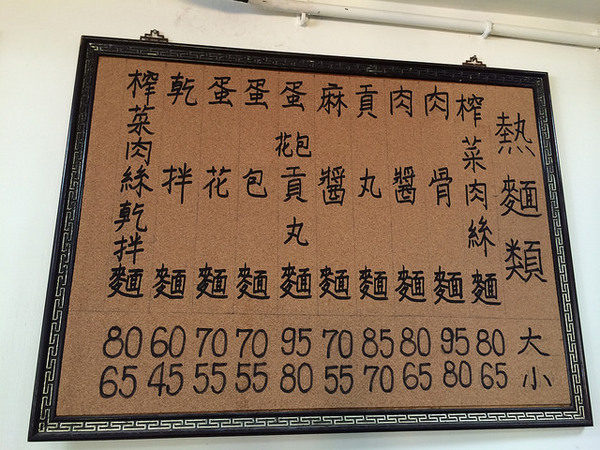 熱麵類 大 小
榨菜肉絲麵 80 65
肉骨麵 95 80
肉醬麵 80 65
貢丸麵 85 70
麻醬麵 70 55
蛋包花貢丸麵 95 80
蛋包麵 70 55
蛋花麵 70 55
乾拌麵 60 45
榨菜肉絲乾拌麵 80 65